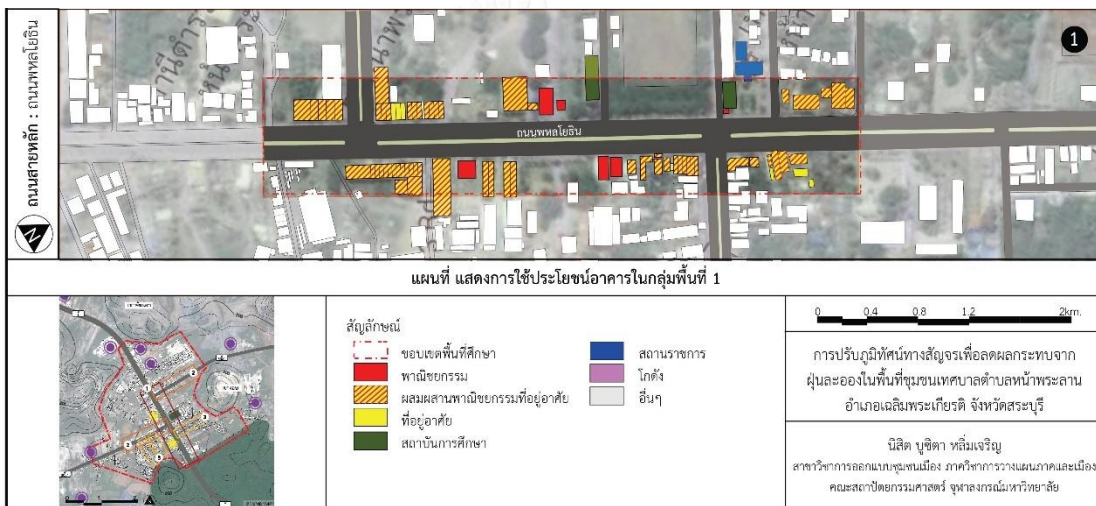 ถนนสายหลัก : ถนนพหลโยธิน
1
ถนนพหลโยธิน
แผนที่ แสดงการใช้ประโยชน์อาคารในกลุ่มพื้นที่ 1
สัญลักษณ์
ขอบเขตพื้นที่ศึกษา
พาณิชยกรรม
ผสมผสานพาณิชยกรรมที่อยู่อาศัย
ที่อยู่อาศัย
สถาบันการศึกษา
สถานราชการ
โกดัง
อื่นๆ
0 0.4 0.8 1.2 2km.
การปรับภูมิทัศน์ทางสัญจรเพื่อลดผลกระทบจาก
ฝุ่นละอองในพื้นที่ชุมชนเทศบาลตำบลหน้าพระลาน
อำเภอเฉลิมพระเกียรติ จังหวัดสระบุรี
นิสิต บูชิตา หลิ่มเจริญ
สาขาวิชาการออกแบบชุมชนเมือง ภาควิชาการวางแผนภาคและเมือง
คณะสถาปัตยกรรมศาสตร์ จุฬาลงกรณ์มหาวิทยาลัย